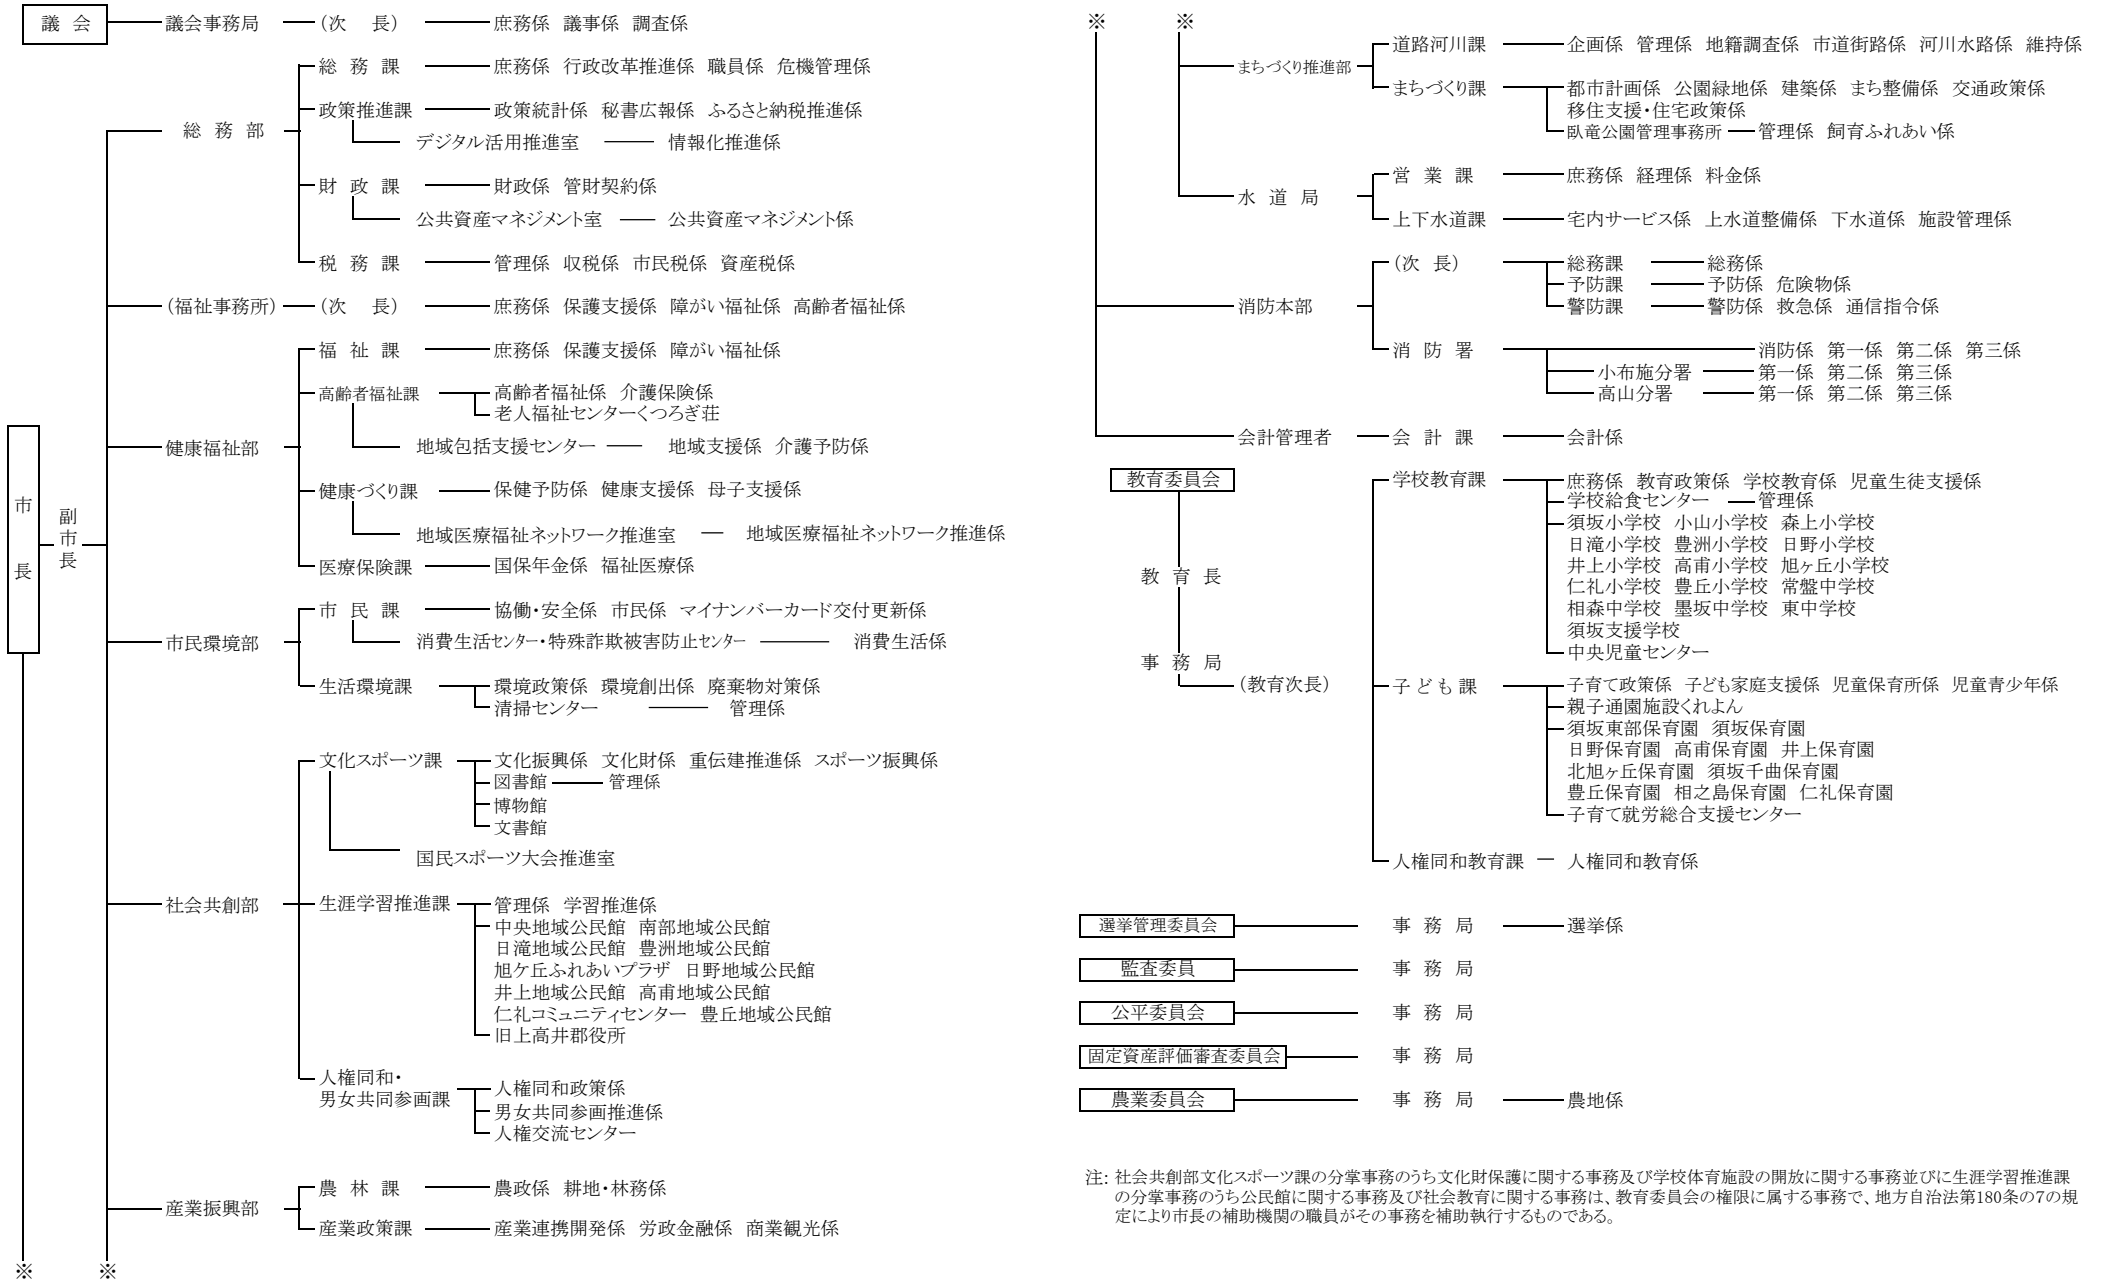 議 会 議会事務局 (次 長) 庶務係 議事係 調査係
総 務 課 庶務係 行政改革推進係 職員係 危機管理係
政策推進課 政策統計係 秘書広報係 ふるさと納税推進係
総 務 部
デジタル活用推進室 情報化推進係
財 政 課 財政係 管財契約係
公共資産マネジメント室 公共資産マネジメント係
税 務 課 管理係 収税係 市民税係 資産税係
(福祉事務所) (次 長) 庶務係 保護支援係 障がい福祉係 高齢者福祉係
福 祉 課 庶務係 保護支援係 障がい福祉係
高齢者福祉課 高齢者福祉係 介護保険係
老人福祉センターくつろぎ荘
健康福祉部 地域包括支援センター 地域支援係 介護予防係
健康づくり課 保健予防係 健康支援係 母子支援係
市 長
副市長
地域医療福祉ネットワーク推進室 地域医療福祉ネットワーク推進係
医療保険課 国保年金係 福祉医療係
市 民 課 協働・安全係 市民係 マイナンバーカード交付更新係
市民環境部 消費生活センター・特殊詐欺被害防止センター 消費生活係
生活環境課 環境政策係 環境創出係 廃棄物対策係
清掃センター 管理係
文化スポーツ課 文化振興係 文化財係 重伝建推進係 スポーツ振興係
図書館 管理係
博物館
文書館
国民スポーツ大会推進室
社会共創部 生涯学習推進課 管理係 学習推進係
中央地域公民館 南部地域公民館
日滝地域公民館 豊洲地域公民館
旭ケ丘ふれあいプラザ 日野地域公民館
井上地域公民館 高甫地域公民館
仁礼コミュニティセンター 豊丘地域公民館
旧上高井郡役所
人権同和・
男女共同参画課 人権同和政策係
男女共同参画推進係
人権交流センター
農 林 課 農政係 耕地・林務係
産業振興部
産業政策課 産業連携開発係 労政金融係 商業観光係
※ ※
※ ※
道路河川課 企画係 管理係 地籍調査係 市道街路係 河川水路係 維持係
まちづくり推進部
まちづくり課 都市計画係 公園緑地係 建築係 まち整備係 交通政策係
移住支援・住宅政策係
臥竜公園管理事務所 管理係 飼育ふれあい係
営 業 課 庶務係 経理係 料金係
水 道 局
上下水道課 宅内サービス係 上水道整備係 下水道係 施設管理係
(次 長) 総務課 総務係
予防課 予防係 危険物係
消防本部 警防課 警防係 救急係 通信指令係
消 防 署 消防係 第一係 第二係 第三係
小布施分署 第一係 第二係 第三係
高山分署 第一係 第二係 第三係
会計管理者 会 計 課 会計係
教育委員会 学校教育課 庶務係 教育政策係 学校教育係 児童生徒支援係
学校給食センター 管理係
須坂小学校 小山小学校 森上小学校
日滝小学校 豊洲小学校 日野小学校
井上小学校 高甫小学校 旭ヶ丘小学校
教 育 長
仁礼小学校 豊丘小学校 常盤中学校
相森中学校 墨坂中学校 東中学校
須坂支援学校
中央児童センター
事 務 局
(教育次長) 子 ど も 課 子育て政策係 子ども家庭支援係 児童保育所係 児童青少年係
親子通園施設くれよん
須坂東部保育園 須坂保育園
日野保育園 高甫保育園 井上保育園
北旭ヶ丘保育園 須坂千曲保育園
豊丘保育園 相之島保育園 仁礼保育園
子育て就労総合支援センター
人権同和教育課 人権同和教育係
選挙管理委員会 事 務 局 選挙係
監査委員 事 務 局
公平委員会 事 務 局
固定資産評価審査委員会 事 務 局
農業委員会 事 務 局 農地係
注: 社会共創部文化スポーツ課の分掌事務のうち文化財保護に関する事務及び学校体育施設の開放に関する事務並びに生涯学習推進課
の分掌事務のうち公民館に関する事務及び社会教育に関する事務は、教育委員会の権限に属する事務で、地方自治法第180条の7の規
定により市長の補助機関の職員がその事務を補助執行するものである。